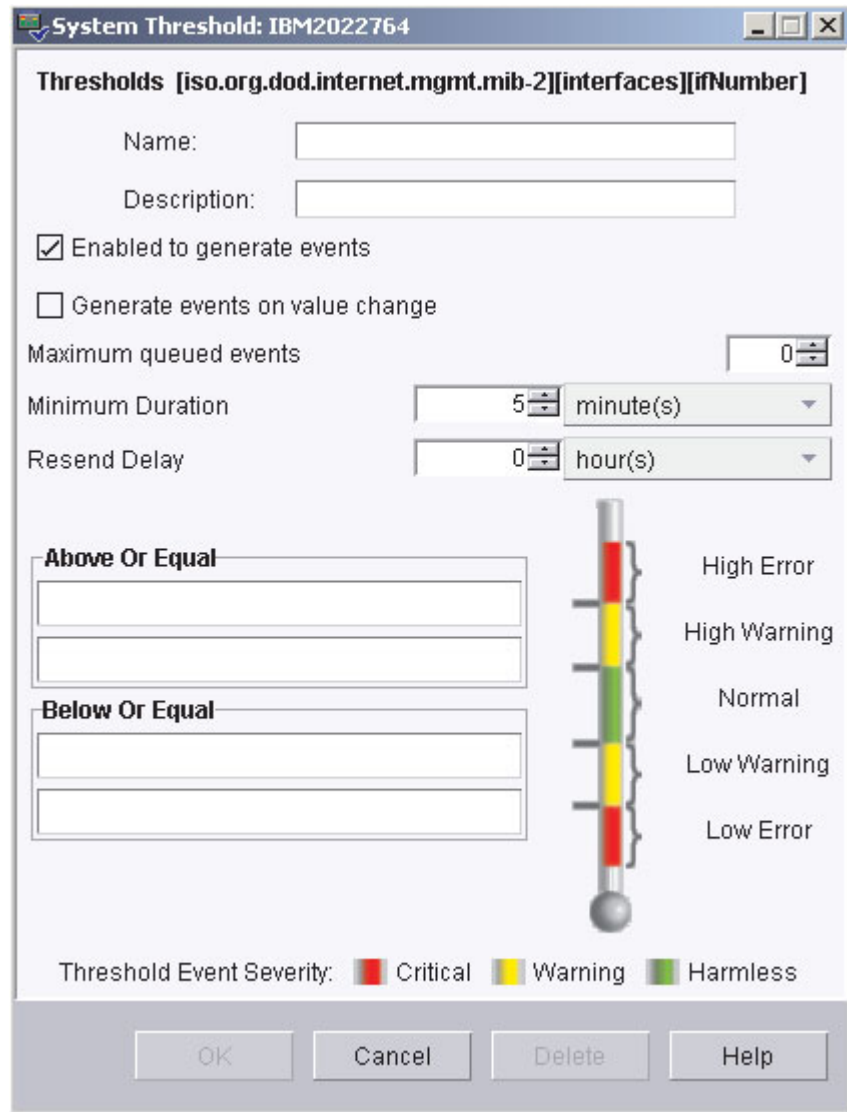 System Threshold: IBM2022764
Thresholds [iso.org.dod.internet.mgmt.mib-2][interfaces][ifNumber]
Name:
Description:
Enabled to generate events
Generate events on value change
Maximum queued events 0
Minimum Duration 5 minute(s)
Resend Delay 0 hour(s)
Above Or Equal
Below Or Equal
High Error
High Warning
Normal
Low Warning
Low Error
Threshold Event Severity: Critical Warning Harmless
OK Cancel Delete Help